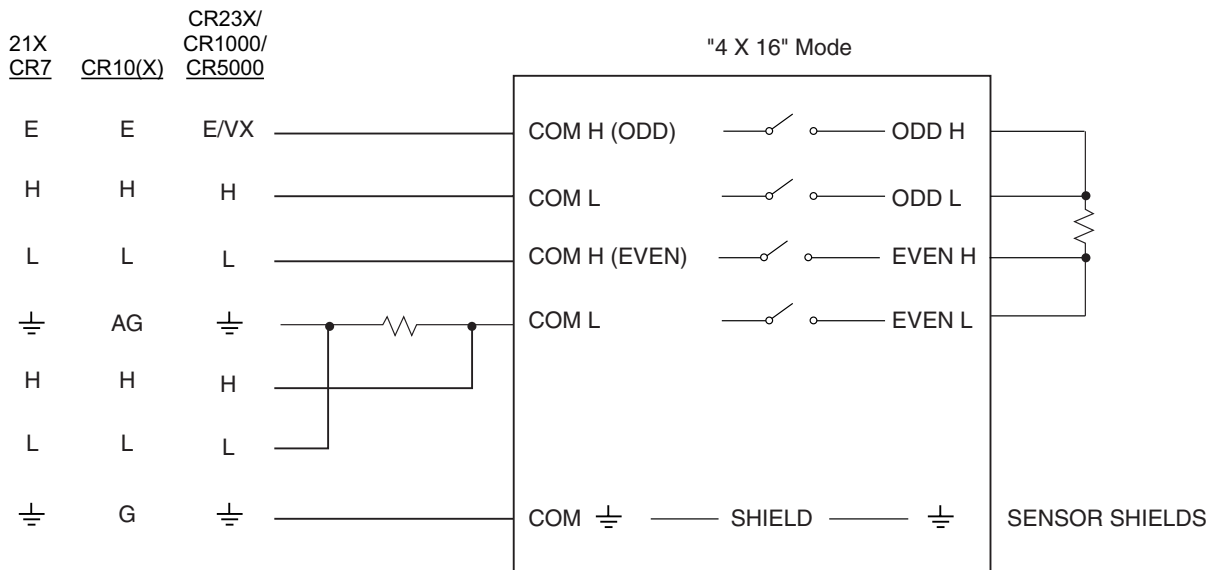 CR23X/
21X CR1000/ "4 X 16" Mode
CR7 CR10(X) CR5000
E E E/VX COM H (ODD) ODD H
H H H COM L ODD L
L L L COM H (EVEN) EVEN H
AG COM L EVEN L
H H H
L L L
G COM SHIELD SENSOR SHIELDS